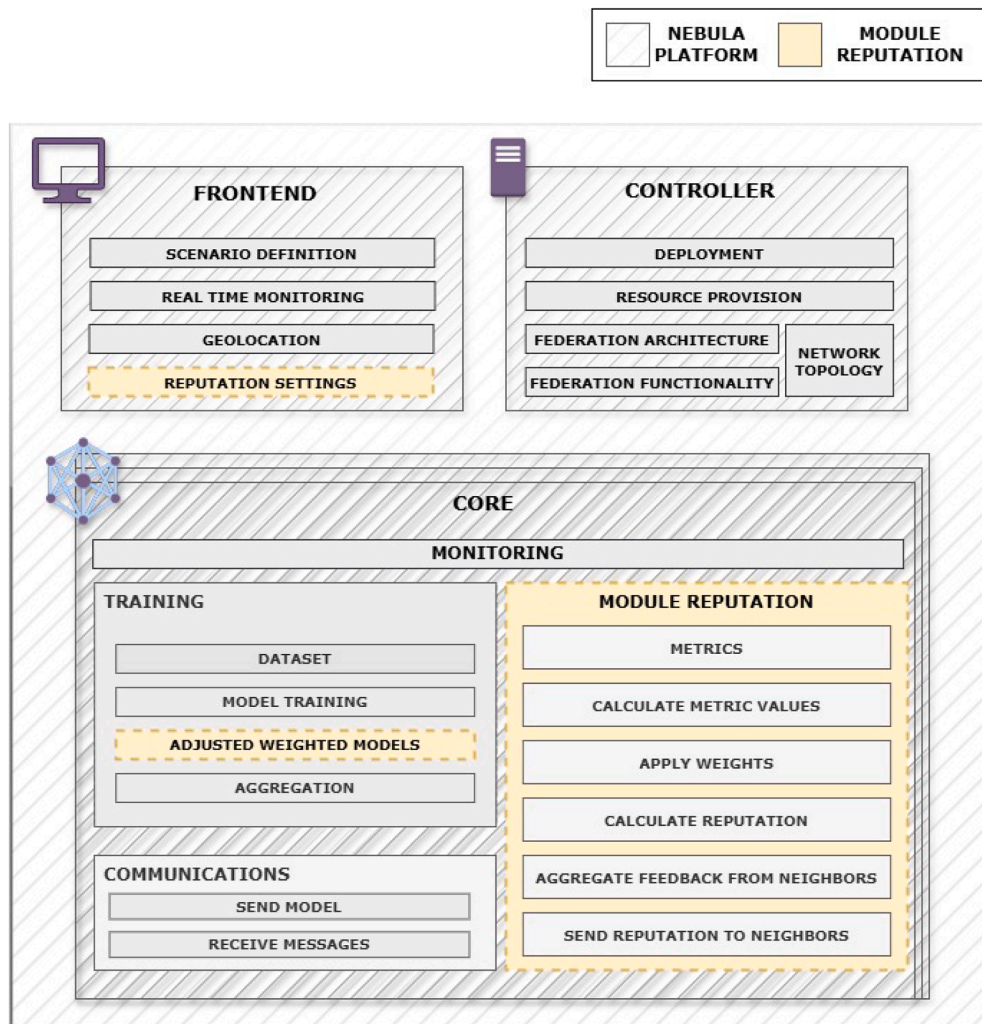 NEBULA
PLATFORM
MODULE
REPUTATION
FRONTEND
SCENARIO DEFINITION
REAL TIME MONITORING
GEOLOCATION
REPUTATION SETTINGS
CONTROLLER
DEPLOYMENT
RESOURCE PROVISION
FEDERATION ARCHITECTURE
FEDERATION FUNCTIONALITY
NETWORK
TOPOLOGY
CORE
MONITORING
TRAINING
DATASET
MODEL TRAINING
ADJUSTED WEIGHTED MODELS
AGGREGATION
COMMUNICATIONS
SEND MODEL
RECEIVE MESSAGES
MODULE REPUTATION
METRICS
CALCULATE METRIC VALUES
APPLY WEIGHTS
CALCULATE REPUTATION
AGGREGATE FEEDBACK FROM NEIGHBORS
SEND REPUTATION TO NEIGHBORS